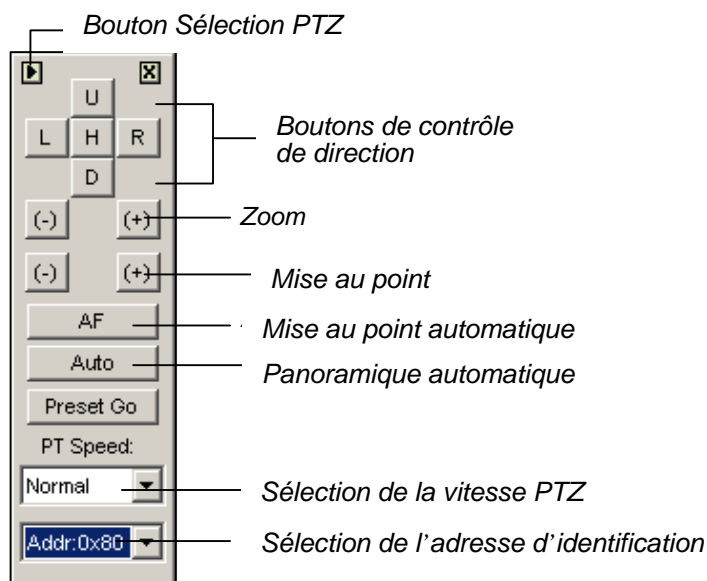 Bouton Sélection PTZ
X
U
L H R
D
Boutons de contrôle
de direction
(-) (+) Zoom
(-) (+) Mise au point
AF Mise au point automatique
Auto Panoramique automatique
Preset Go
PT Speed:
Normal Sélection de la vitesse PTZ
Addr:0x80 Sélection de l’adresse d’identification